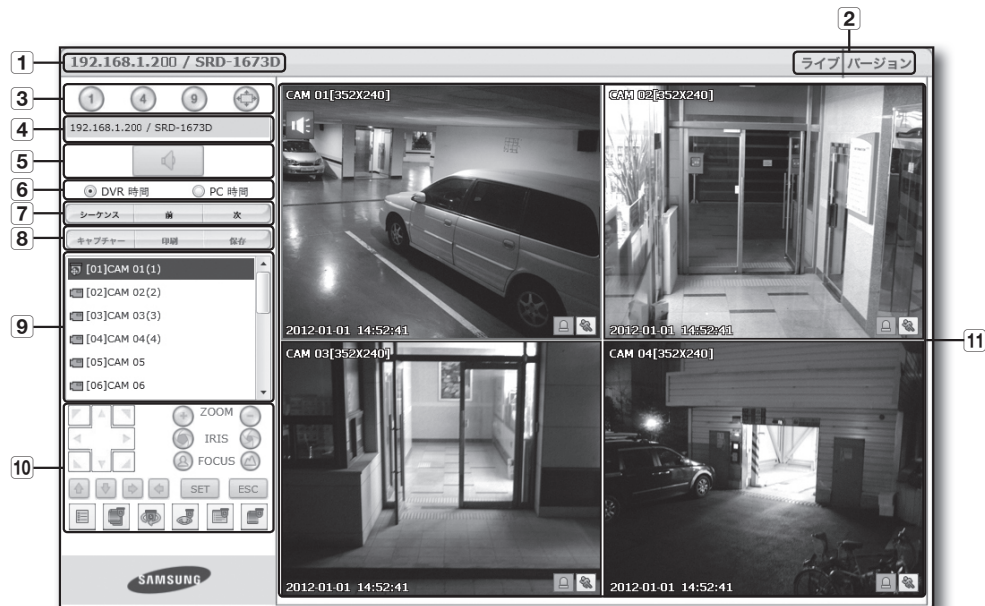 2
1
192.168.1.200 / SRD-1673D
ライブ バージョン
3
1 4 9
4
192.168.1.200 / SRD-1673D
5
6
DVR 時間 PC 時間
7
シーケンス 前 次
8
キャプチャー 印刷 保存
9
[01]CAM 01(1)
[02]CAM 02(2)
[03]CAM 03(3)
[04]CAM 04(4)
[05]CAM 05
[06]CAM 06
10
ZOOM
IRIS
FOCUS
SET ESC
SAMSUNG
CAM 01[352X240]
2012-01-01 14:52:41
CAM 02[352X240]
2012-01-01 14:52:41
CAM 03[352X240]
2012-01-01 14:52:41
CAM 04[352X240]
2012-01-01 14:52:41
11